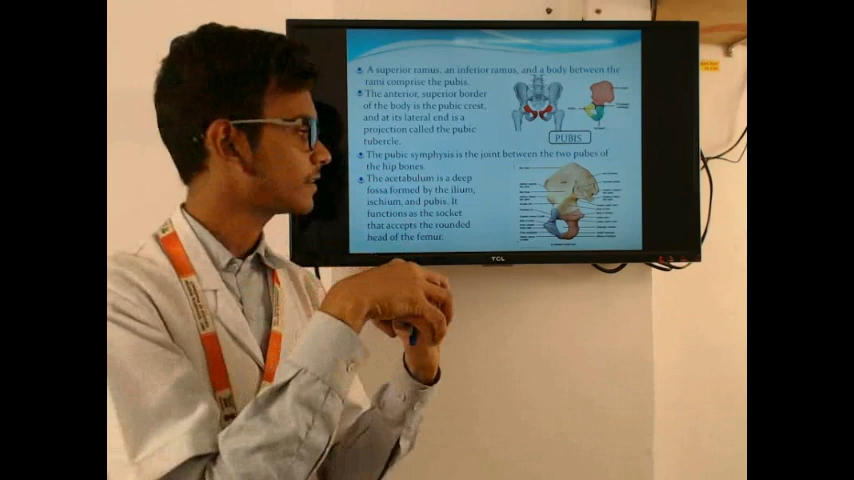 A superior ramus, an inferior ramus, and a body between the
rami comprise the pubis.
The anterior, superior border
of the body is the pubic crest,
and at its lateral end is a
projection called the pubic
tubercle.
PUBIS
The pubic symphysis is the joint between the two pubes of
the hip bones.
The acetabulum is a deep
fossa formed by the ilium,
ischium, and pubis. It
functions as the socket
that accepts the rounded
head of the femur.
TCL